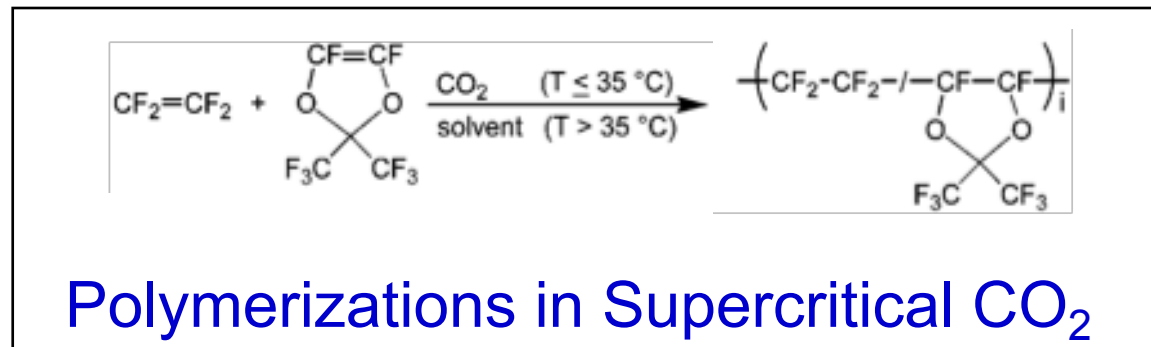 CF=CF
CF₂=CF₂ + O O CO₂ (T ≤ 35 °C)
solvent (T > 35 °C)
F₃C CF₃
(CF₂-CF₂-/-CF-CF)i
O O
F₃C CF₃
Polymerizations in Supercritical CO₂